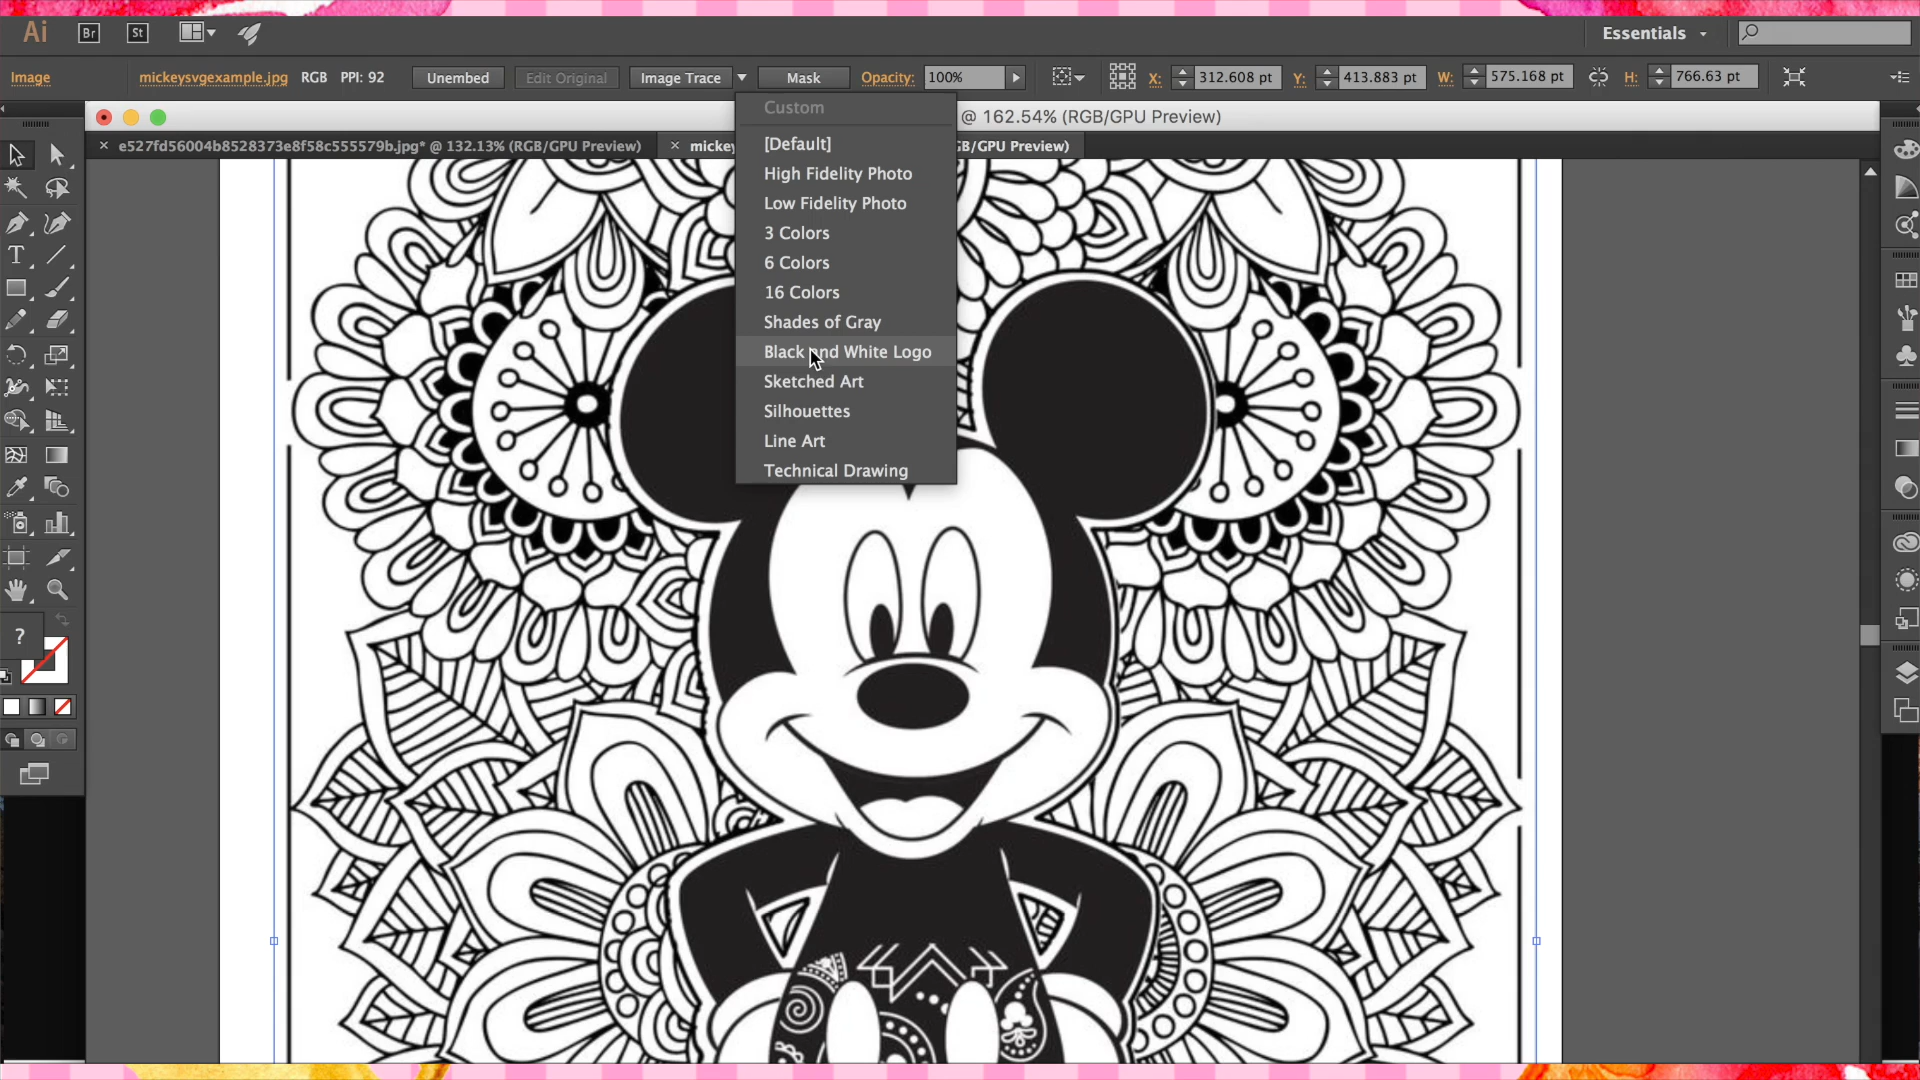 Ai Br St Essentials
Image mickeysvgexample.jpg RGB PPI: 92 Unembed Edit Original Image Trace Mask Opacity: 100% X: 312.608 pt Y: 413.883 pt W: 575.168 pt H: 766.63 pt
@ 162.54% (RGB/GPU Preview)
× e527fd56004b8528373e8f58c555579b.jpg* @ 132.13% (RGB/GPU Preview) × mickey GB/GPU Preview)
Custom
[Default]
High Fidelity Photo
Low Fidelity Photo
3 Colors
6 Colors
16 Colors
Shades of Gray
Black and White Logo
Sketched Art
Silhouettes
Line Art
Technical Drawing
T
?